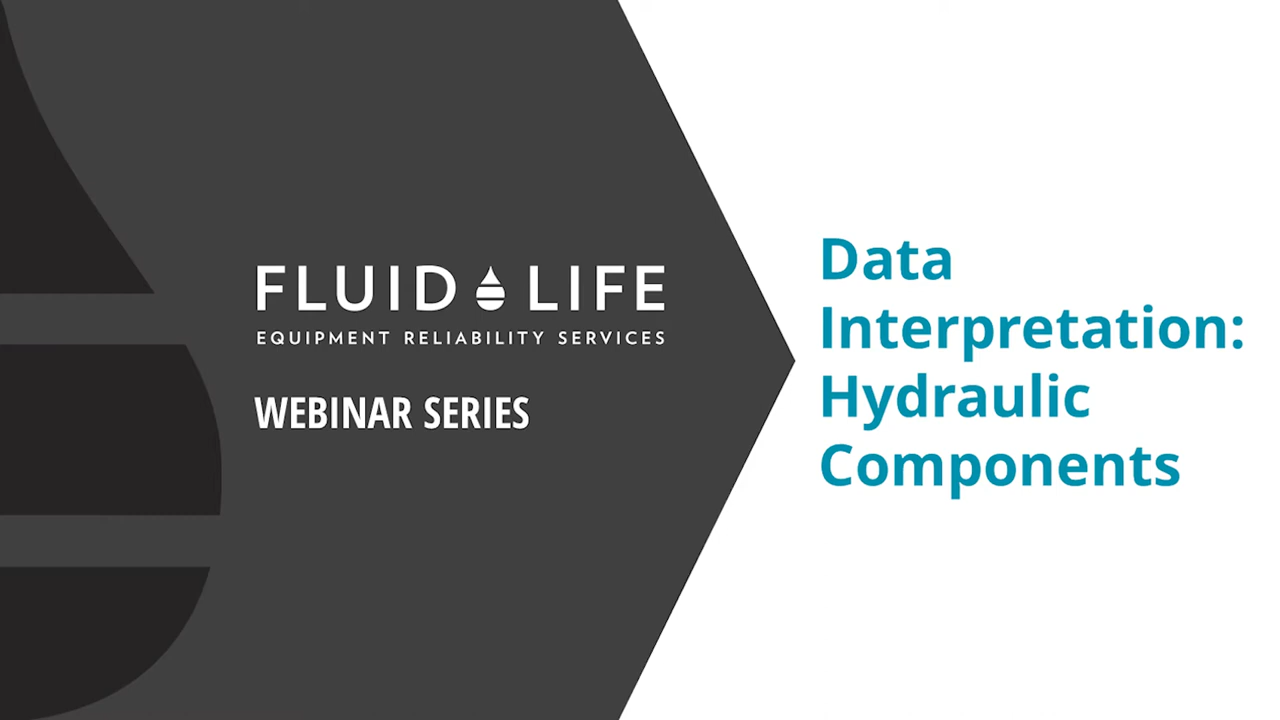 FLUID LIFE
EQUIPMENT RELIABILITY SERVICES
WEBINAR SERIES
Data
Interpretation:
Hydraulic
Components